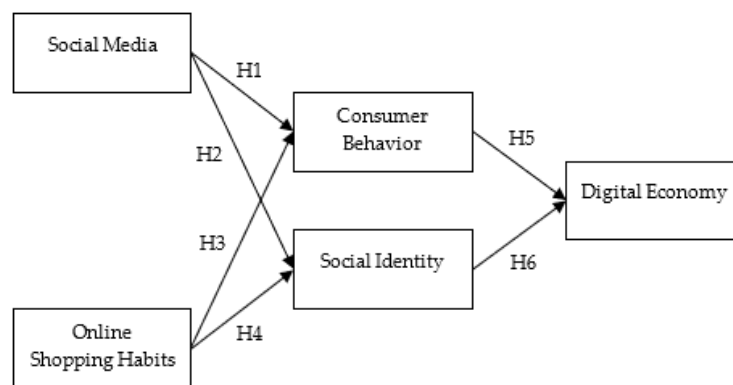 Social Media
H1
Consumer
Behavior
H5
H2
Digital Economy
H3
Social Identity
H6
Online
Shopping Habits
H4